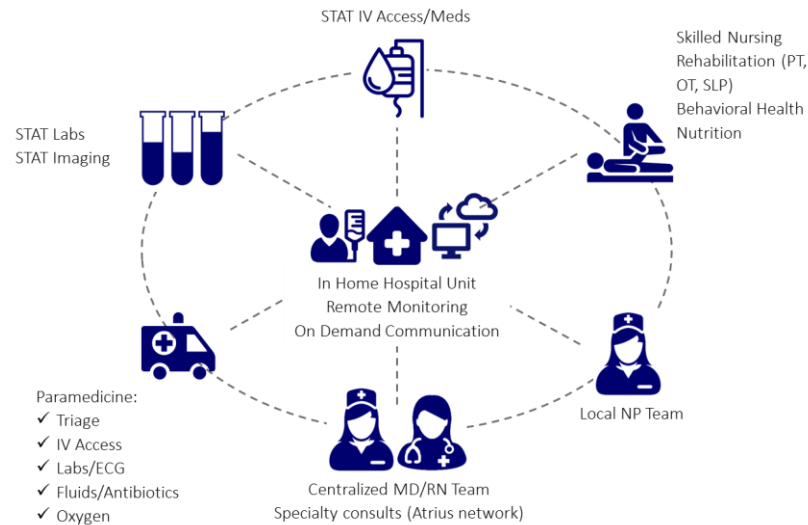 STAT IV Access/Meds
Skilled Nursing
Rehabilitation (PT,
OT, SLP)
Behavioral Health
Nutrition
STAT Labs
STAT Imaging
In Home Hospital Unit
Remote Monitoring
On Demand Communication
Paramedicine:
✓ Triage
✓ IV Access
✓ Labs/ECG
✓ Fluids/Antibiotics
✓ Oxygen
Local NP Team
Centralized MD/RN Team
Specialty consults (Atrius network)